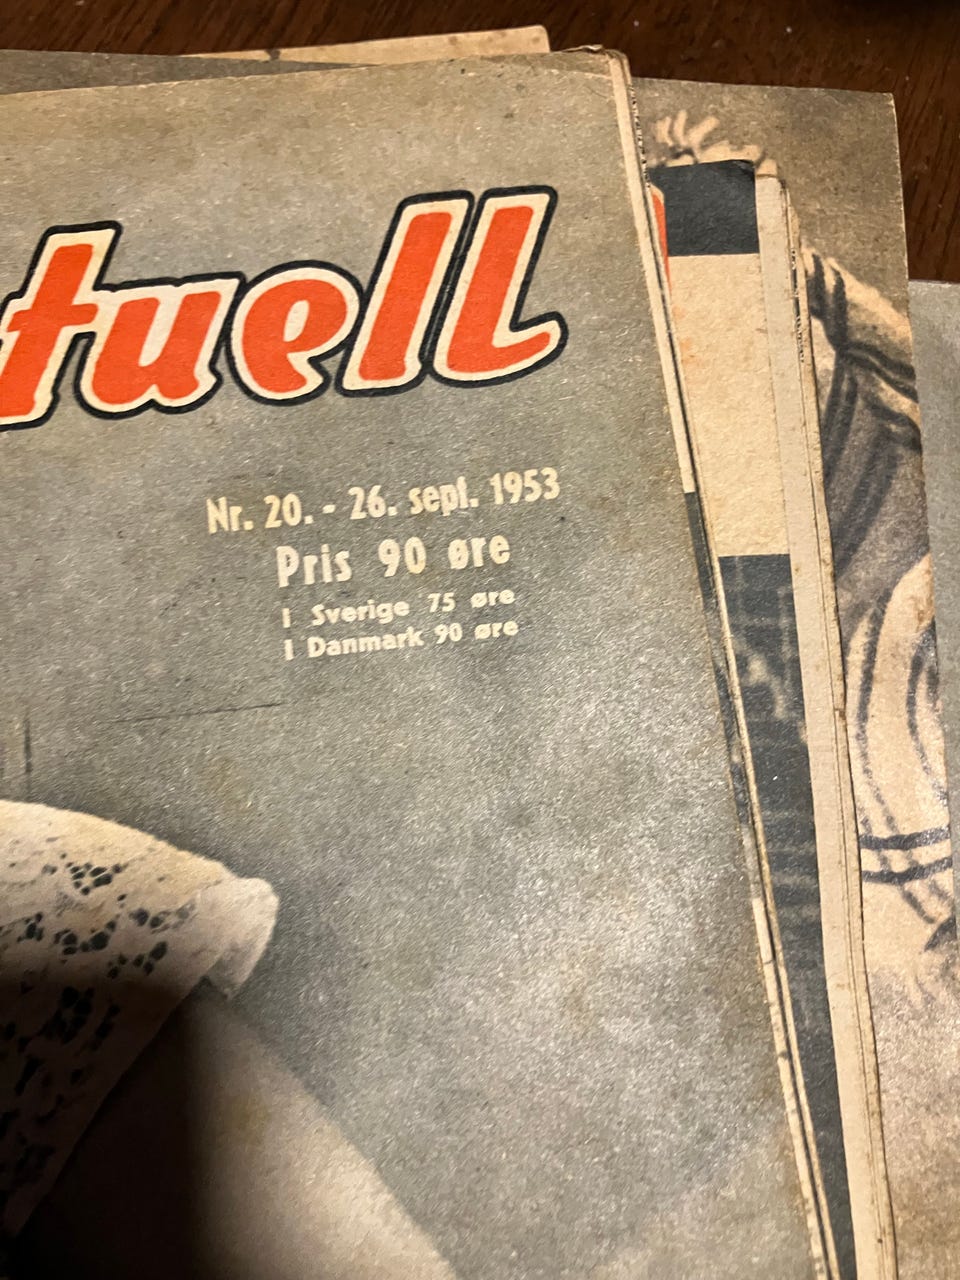 tuell
Nr. 20. - 26. sept. 1953
Pris 90 øre
I Sverige 75 øre
I Danmark 90 øre